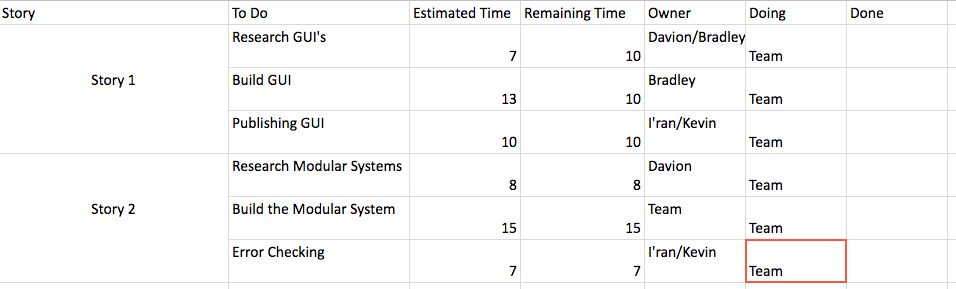 Story To Do Estimated Time Remaining Time Owner Doing Done
Research GUI's 7 10 Davion/Bradley Team
Story 1 Build GUI 13 10 Bradley Team
Publishing GUI 10 10 I'ran/Kevin Team
Research Modular Systems 8 8 Davion Team
Story 2 Build the Modular System 15 15 Team Team
Error Checking 7 7 I'ran/Kevin Team